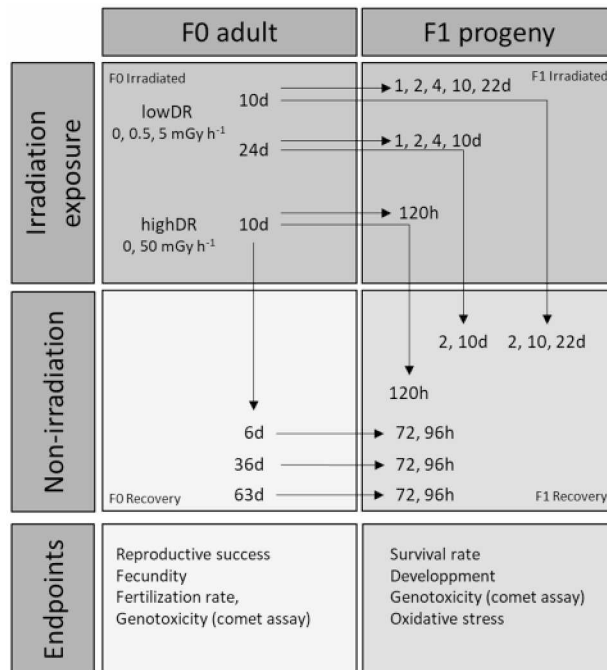 F0 adult
F1 progeny
Irradiation
exposure
F0 Irradiated
F1 Irradiated
10d
1, 2, 4, 10, 22d
lowDR
0, 0.5, 5 mGy h⁻¹
24d
1, 2, 4, 10d
highDR
10d
120h
0, 50 mGy h⁻¹
Non-irradiation
2, 10d
2, 10, 22d
120h
6d
72, 96h
36d
72, 96h
63d
72, 96h
F0 Recovery
F1 Recovery
Endpoints
Reproductive success
Fecundity
Fertilization rate,
Genotoxicity (comet assay)
Survival rate
Developpment
Genotoxicity (comet assay)
Oxidative stress